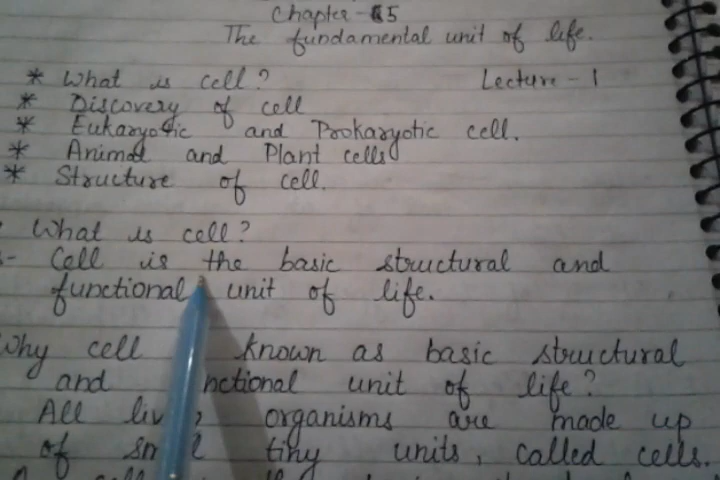 Chapter - 5
The fundamental unit of life.
* What is cell? Lecture - 1
* Discovery of cell
* Eukaryotic and Prokaryotic cell.
* Animal and Plant cells
* Structure of cell.
What is cell?
- Cell is the basic structural and
functional unit of life.
Why cell known as basic structural
and unit of life?
All organisms are made up
of tiny units, called cells.